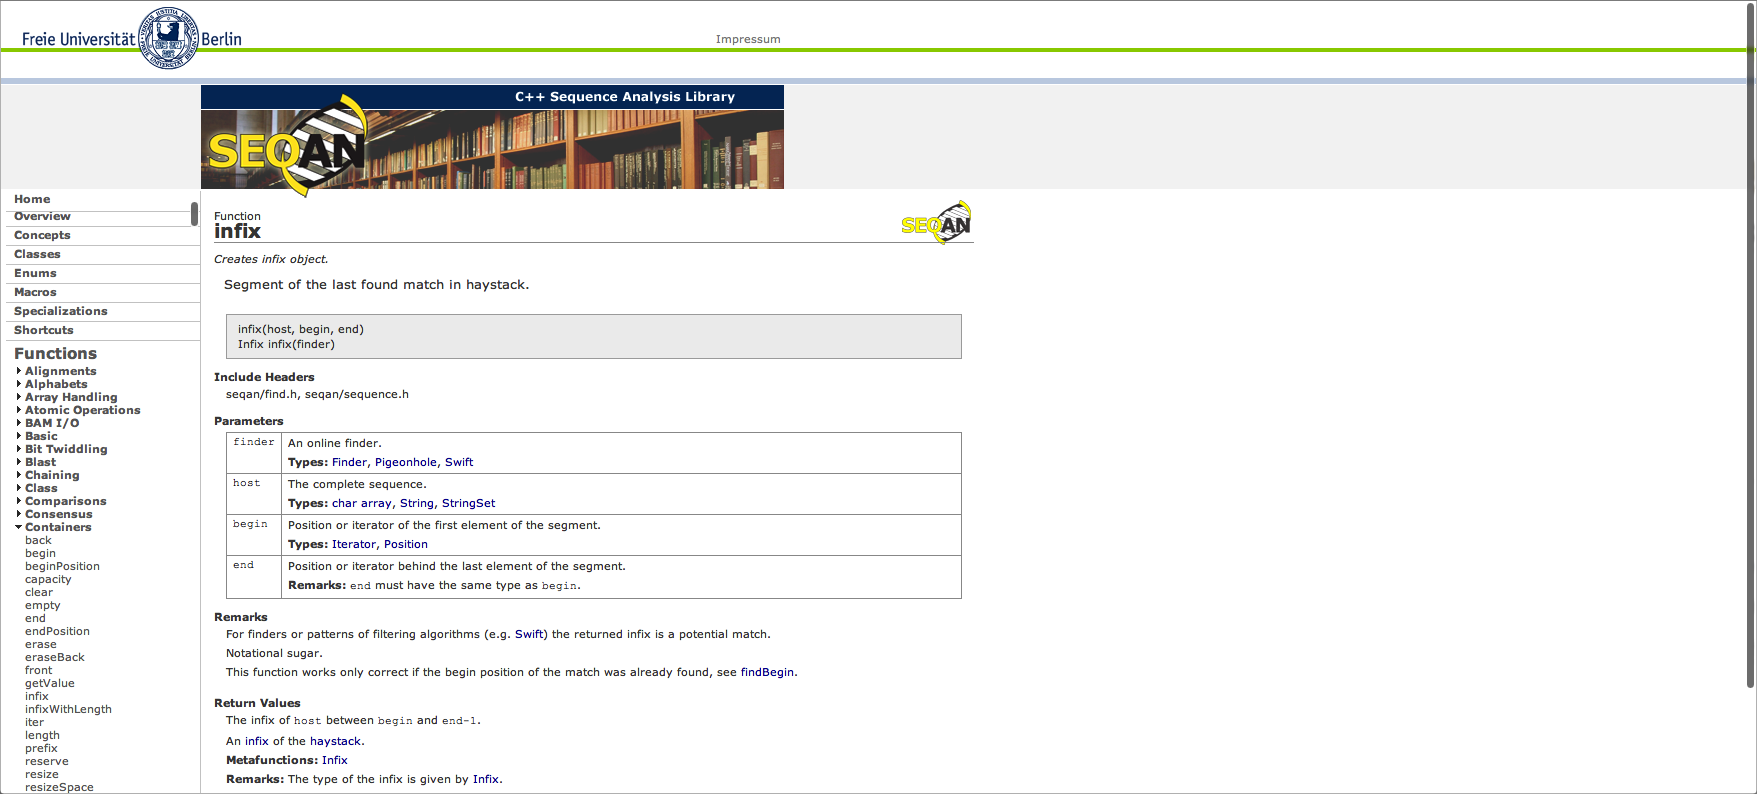 Freie Universität Berlin
Impressum
C++ Sequence Analysis Library
SEQAN
Home
Overview
Concepts
Classes
Enums
Macros
Specializations
Shortcuts
Functions
Alignments
Alphabets
Array Handling
Atomic Operations
BAM I/O
Basic
Bit Twiddling
Blast
Chaining
Class
Comparisons
Consensus
Containers
back
begin
beginPosition
capacity
clear
empty
end
endPosition
erase
eraseBack
front
getValue
infix
infixWithLength
iter
length
prefix
reserve
resize
resizeSpace
Function
infix
SEQAN
Creates infix object.
Segment of the last found match in haystack.
infix(host, begin, end)
Infix infix(finder)
Include Headers
seqan/find.h, seqan/sequence.h
Parameters
finder An online finder.
Types: Finder, Pigeonhole, Swift
host The complete sequence.
Types: char array, String, StringSet
begin Position or iterator of the first element of the segment.
Types: Iterator, Position
end Position or iterator behind the last element of the segment.
Remarks: end must have the same type as begin.
Remarks
For finders or patterns of filtering algorithms (e.g. Swift) the returned infix is a potential match.
Notational sugar.
This function works only correct if the begin position of the match was already found, see findBegin.
Return Values
The infix of host between begin and end-1.
An infix of the haystack.
Metafunctions: Infix
Remarks: The type of the infix is given by Infix.